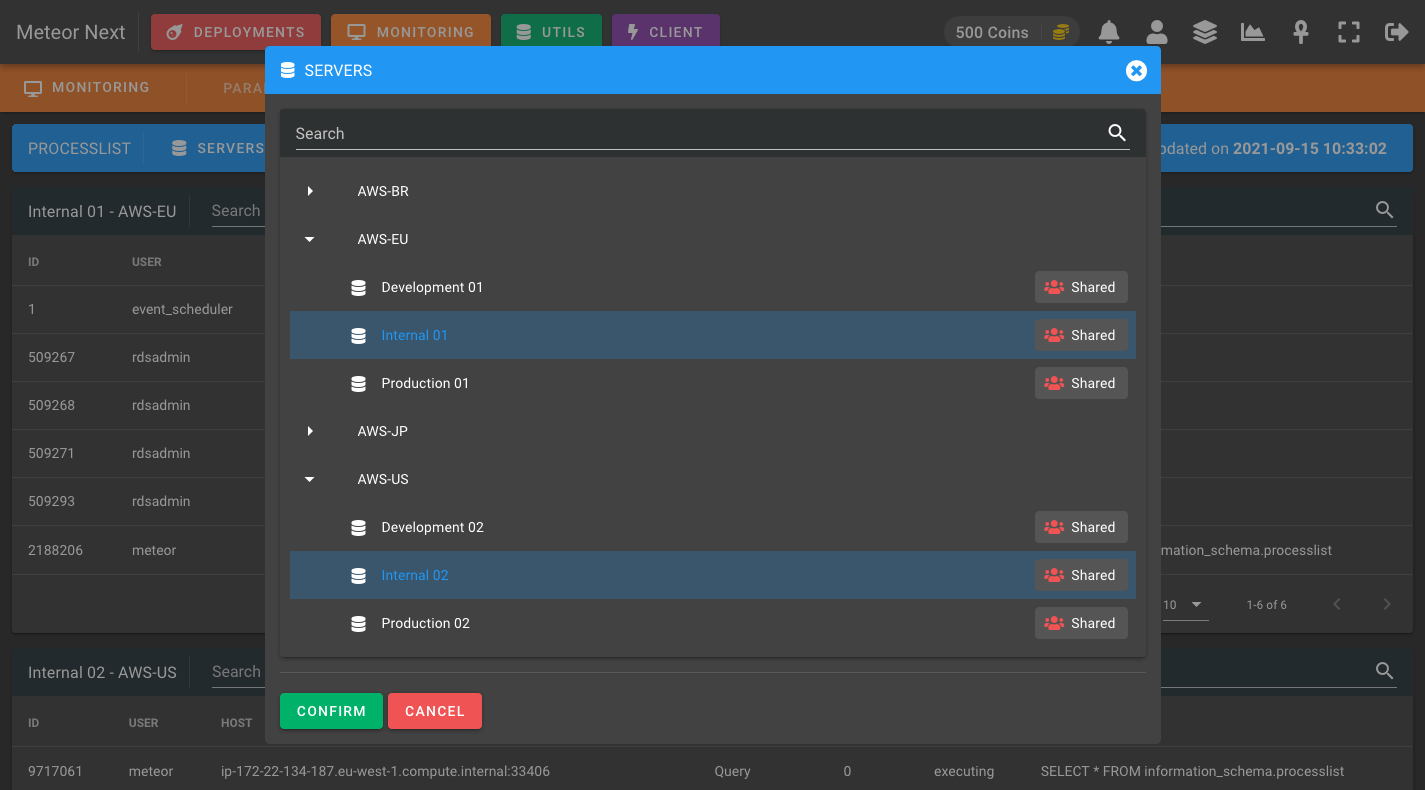 Meteor Next DEPLOYMENTS MONITORING UTILS CLIENT 500 Coins
MONITORING
SERVERS
PROCESSLIST SERVERS updated on 2021-09-15 10:33:02
Search
Internal 01 - AWS-EU Search
ID USER
1 event_scheduler
509267 rdsadmin
509268 rdsadmin
509271 rdsadmin
509293 rdsadmin
2188206 meteor
10 1-6 of 6
AWS-BR
AWS-EU
Development 01 Shared
Internal 01 Shared
Production 01 Shared
AWS-JP
AWS-US
Development 02 Shared
Internal 02 Shared
Production 02 Shared
CONFIRM CANCEL
Internal 02 - AWS-US Search
ID USER HOST
9717061 meteor ip-172-22-134-187.eu-west-1.compute.internal:33406 Query 0 executing SELECT * FROM information_schema.processlist